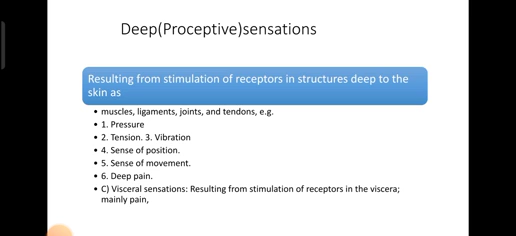 Deep(Proceptive)sensations
Resulting from stimulation of receptors in structures deep to the
skin as
• muscles, ligaments, joints, and tendons, e.g.
• 1. Pressure
• 2. Tension. 3. Vibration
• 4. Sense of position.
• 5. Sense of movement.
• 6. Deep pain.
• C) Visceral sensations: Resulting from stimulation of receptors in the viscera;
mainly pain,